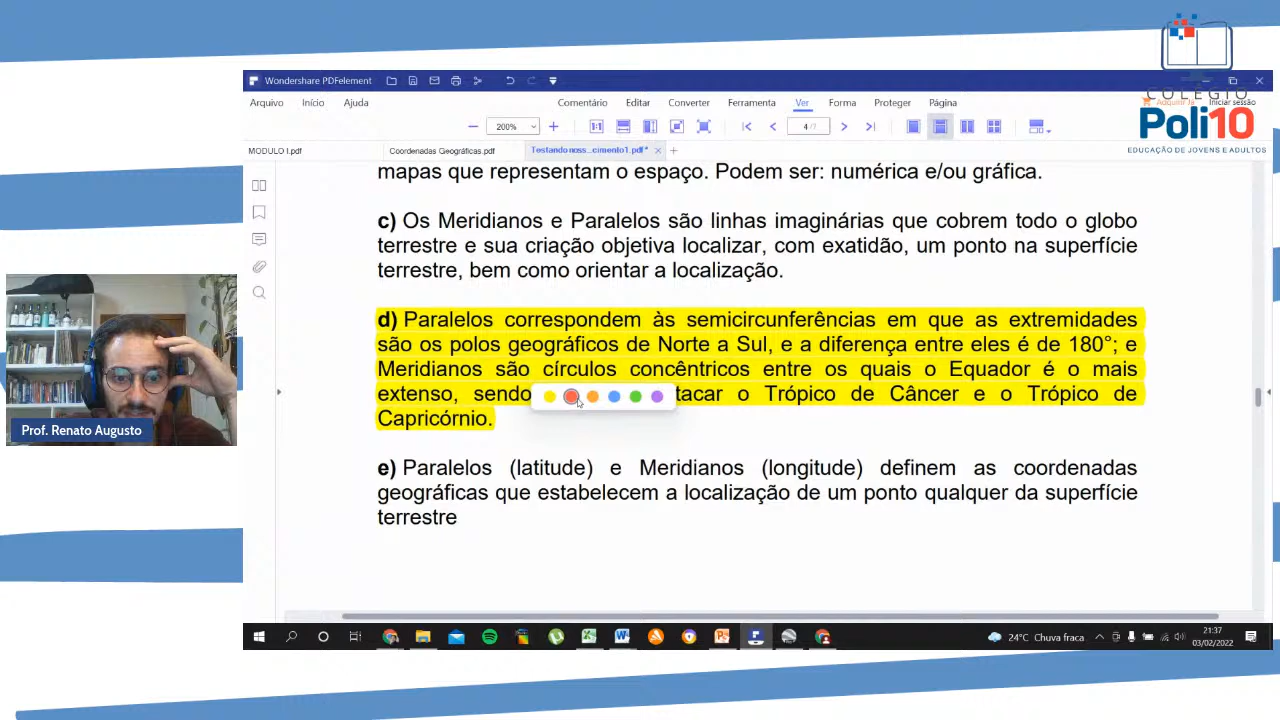 COLÉGIO
Poli10
EDUCAÇÃO DE JOVENS E ADULTOS
Wondershare PDFelement
Arquivo Início Ajuda Comentário Editar Converter Ferramenta Ver Forma Proteger Página Iniciar sessão
200% 4/7
MODULO I.pdf Coordenadas Geográficas.pdf Testando noss...cimento1.pdf* × +
mapas que representam o espaço. Podem ser: numérica e/ou gráfica.
c) Os Meridianos e Paralelos são linhas imaginárias que cobrem todo o globo
terrestre e sua criação objetiva localizar, com exatidão, um ponto na superfície
terrestre, bem como orientar a localização.
d) Paralelos correspondem às semicircunferências em que as extremidades
são os polos geográficos de Norte a Sul, e a diferença entre eles é de 180°; e
Meridianos são círculos concêntricos entre os quais o Equador é o mais
extenso, sendo tacar o Trópico de Câncer e o Trópico de
Capricórnio.
e) Paralelos (latitude) e Meridianos (longitude) definem as coordenadas
geográficas que estabelecem a localização de um ponto qualquer da superfície
terrestre
Prof. Renato Augusto
24°C Chuva fraca
21:37
03/02/2022